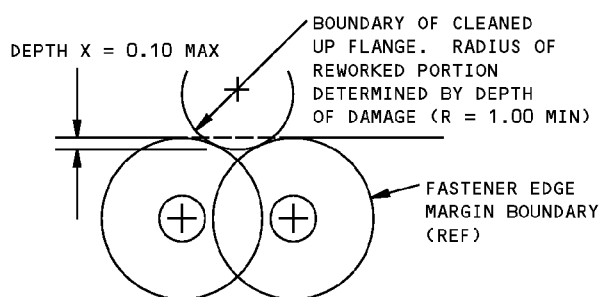 BOUNDARY OF CLEANED
UP FLANGE. RADIUS OF
REWORKED PORTION
DETERMINED BY DEPTH
OF DAMAGE (R = 1.00 MIN)
DEPTH X = 0.10 MAX
FASTENER EDGE
MARGIN BOUNDARY
(REF)